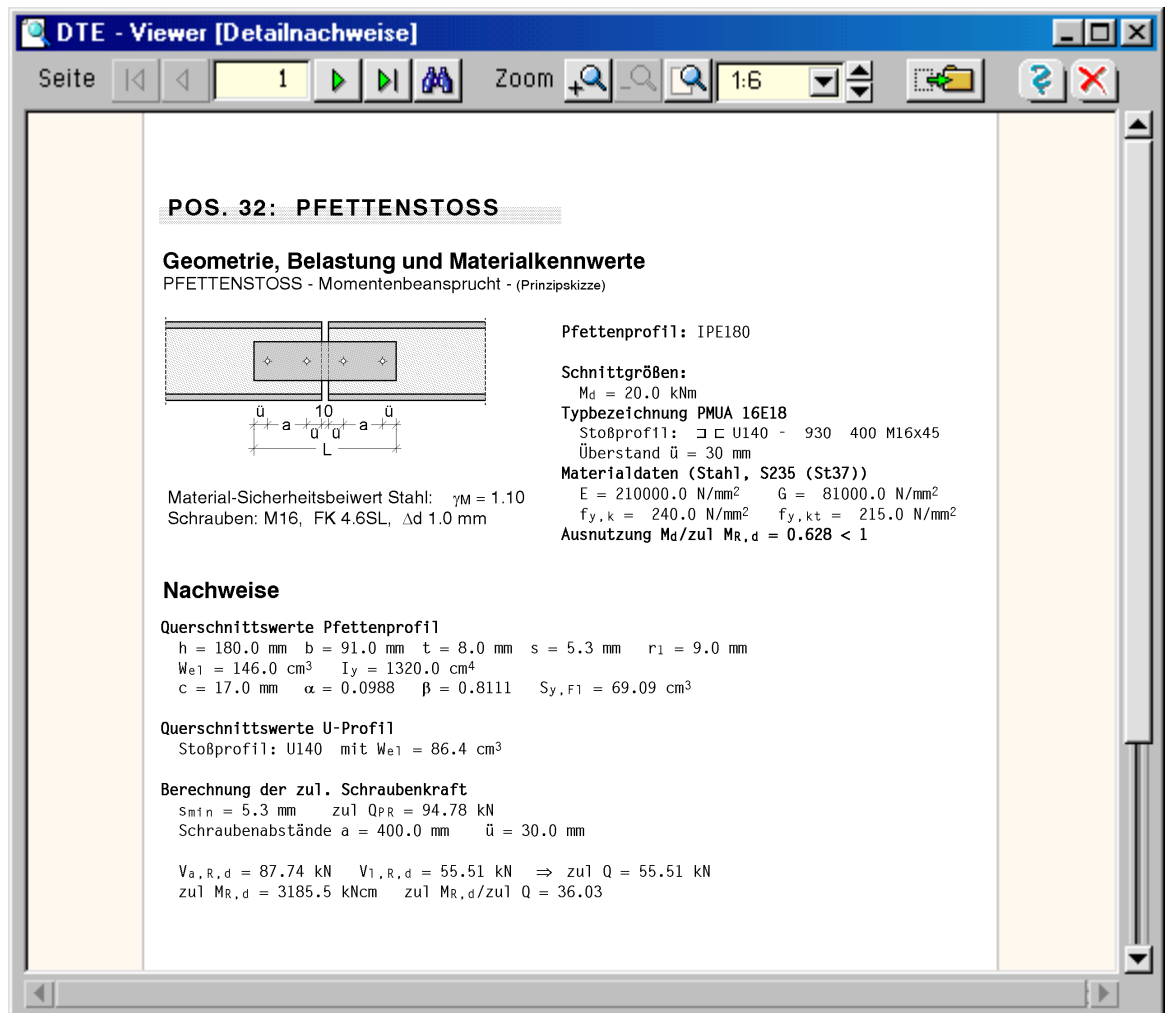 DTE - Viewer [Detailnachweise]
Seite 1 Zoom 1:6
POS. 32: PFETTENSTOSS
Geometrie, Belastung und Materialkennwerte
PFETTENSTOSS - Momentenbeansprucht - (Prinzipskizze)
ü 10 ü
a ü ü a
L
Material-Sicherheitsbeiwert Stahl: γM = 1.10
Schrauben: M16, FK 4.6SL, Δd 1.0 mm
Pfettenprofil: IPE180
Schnittgrößen:
Md = 20.0 kNm
Typbezeichnung PMUA 16E18
Stoßprofil: ⊐ ⊏ U140 - 930 400 M16x45
Überstand ü = 30 mm
Materialdaten (Stahl, S235 (St37))
E = 210000.0 N/mm² G = 81000.0 N/mm²
fy,k = 240.0 N/mm² fy,kt = 215.0 N/mm²
Ausnutzung Md/zul MR,d = 0.628 < 1
Nachweise
Querschnittswerte Pfettenprofil
h = 180.0 mm b = 91.0 mm t = 8.0 mm s = 5.3 mm r1 = 9.0 mm
Wel = 146.0 cm³ Iy = 1320.0 cm⁴
c = 17.0 mm α = 0.0988 β = 0.8111 Sy,Fl = 69.09 cm³
Querschnittswerte U-Profil
Stoßprofil: U140 mit Wel = 86.4 cm³
Berechnung der zul. Schraubenkraft
smin = 5.3 mm zul QPR = 94.78 kN
Schraubenabstände a = 400.0 mm ü = 30.0 mm
Va,R,d = 87.74 kN Vl,R,d = 55.51 kN ⇒ zul Q = 55.51 kN
zul MR,d = 3185.5 kNcm zul MR,d/zul Q = 36.03